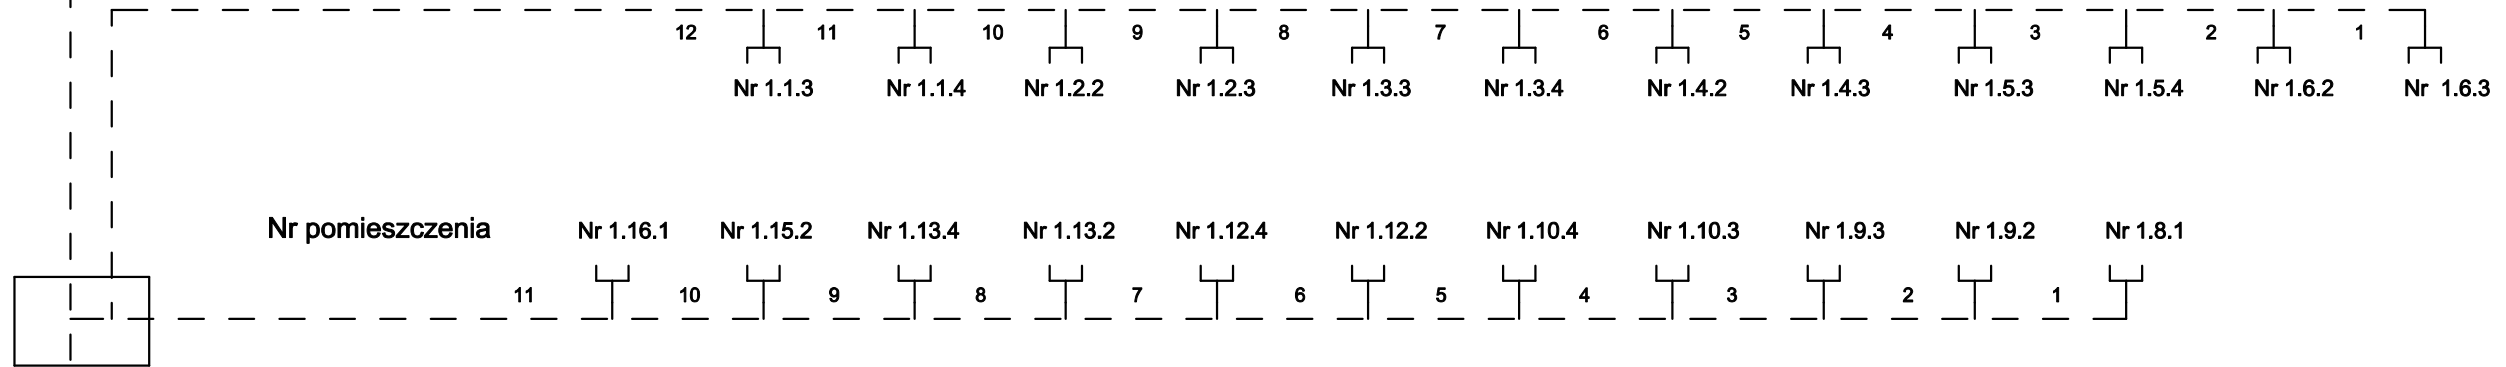 12 11 10 9 8 7 6 5 4 3 2 1
Nr 1.1.3 Nr 1.1.4 Nr 1.2.2 Nr 1.2.3 Nr 1.3.3 Nr 1.3.4 Nr 1.4.2 Nr 1.4.3 Nr 1.5.3 Nr 1.5.4 Nr 1.6.2 Nr 1.6.3
Nr pomieszczenia Nr 1.16.1 Nr 1.15.2 Nr 1.13.4 Nr 1.13.2 Nr 1.12.4 Nr 1.12.2 Nr 1.10.4 Nr 1.10.3 Nr 1.9.3 Nr 1.9.2 Nr 1.8.1
11 10 9 8 7 6 5 4 3 2 1